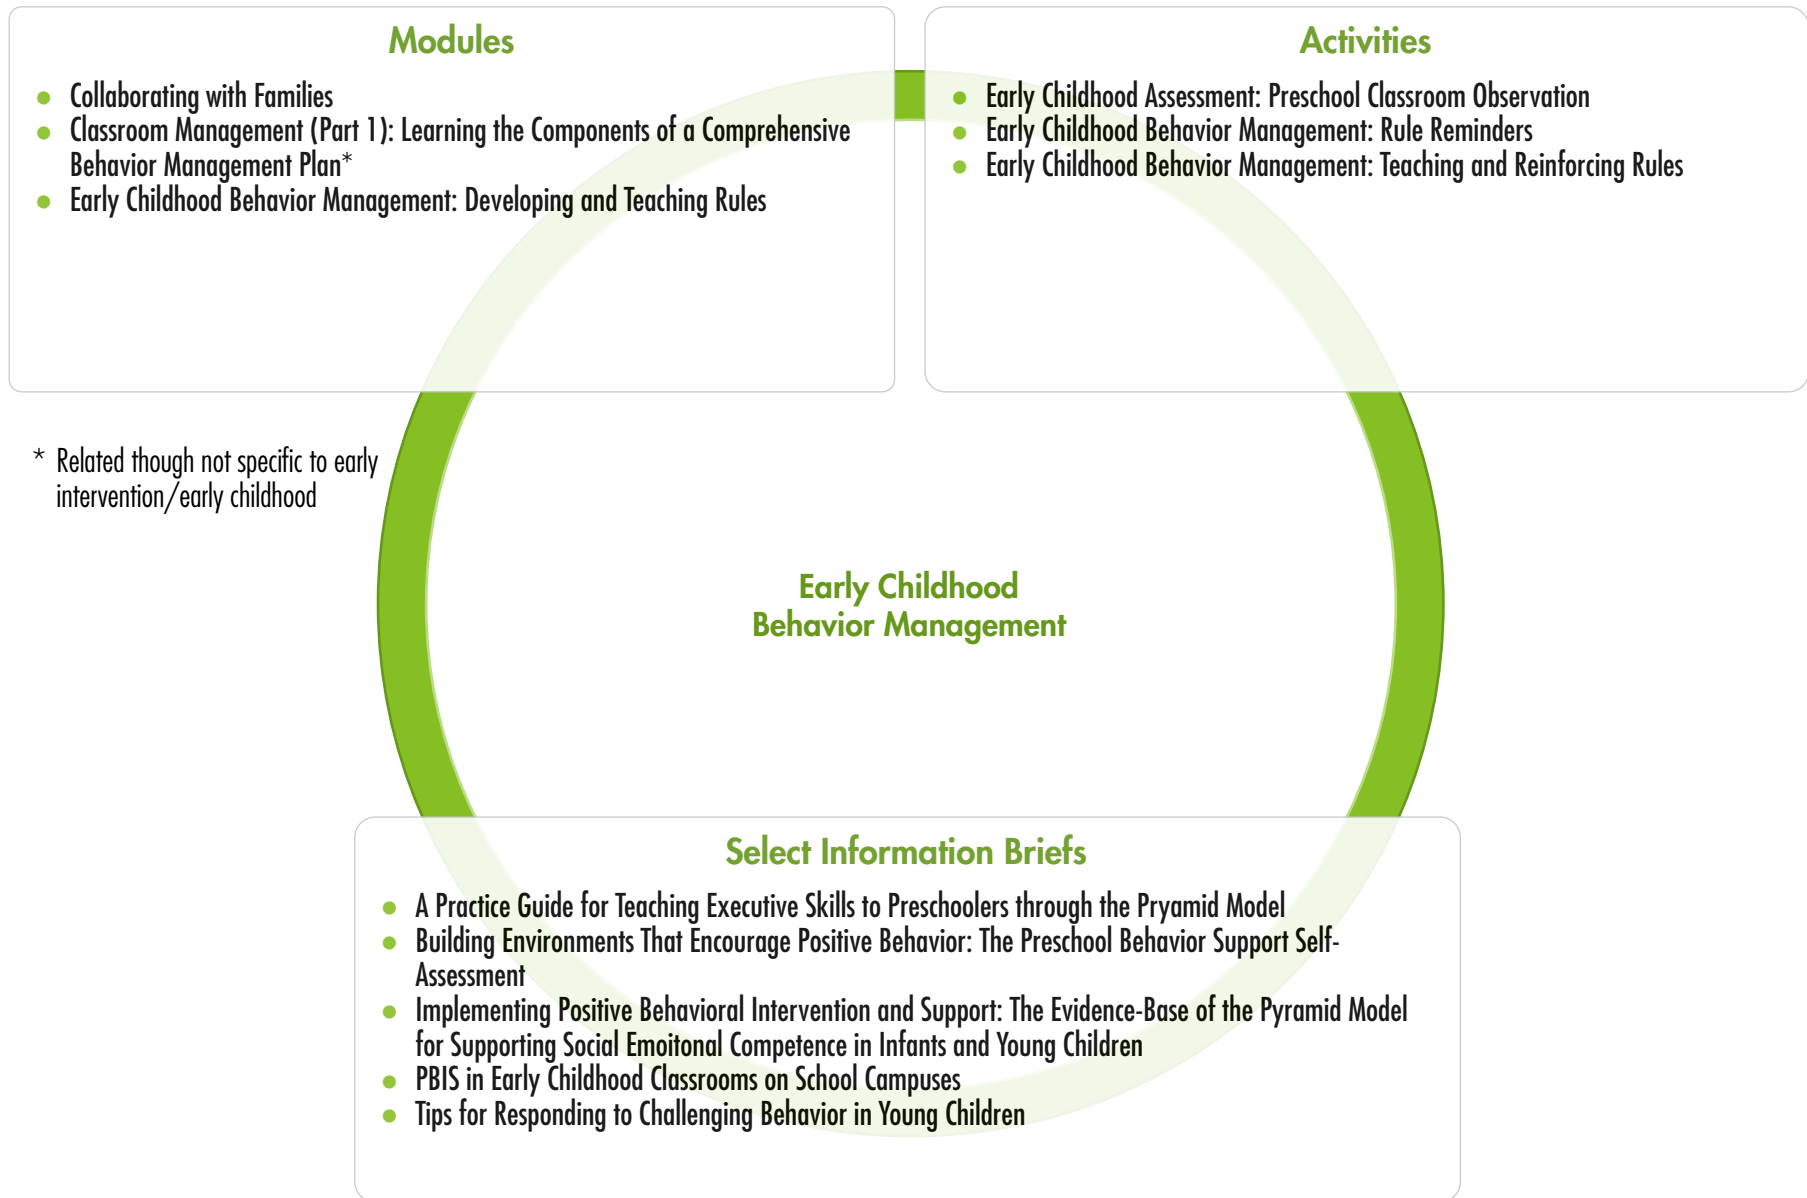 Modules
• Collaborating with Families
• Classroom Management (Part 1): Learning the Components of a Comprehensive
Behavior Management Plan*
• Early Childhood Behavior Management: Developing and Teaching Rules
Activities
• Early Childhood Assessment: Preschool Classroom Observation
• Early Childhood Behavior Management: Rule Reminders
• Early Childhood Behavior Management: Teaching and Reinforcing Rules
* Related though not specific to early
intervention/early childhood
Early Childhood
Behavior Management
Select Information Briefs
• A Practice Guide for Teaching Executive Skills to Preschoolers through the Pryamid Model
• Building Environments That Encourage Positive Behavior: The Preschool Behavior Support Self-
Assessment
• Implementing Positive Behavioral Intervention and Support: The Evidence-Base of the Pyramid Model
for Supporting Social Emoitonal Competence in Infants and Young Children
• PBIS in Early Childhood Classrooms on School Campuses
• Tips for Responding to Challenging Behavior in Young Children